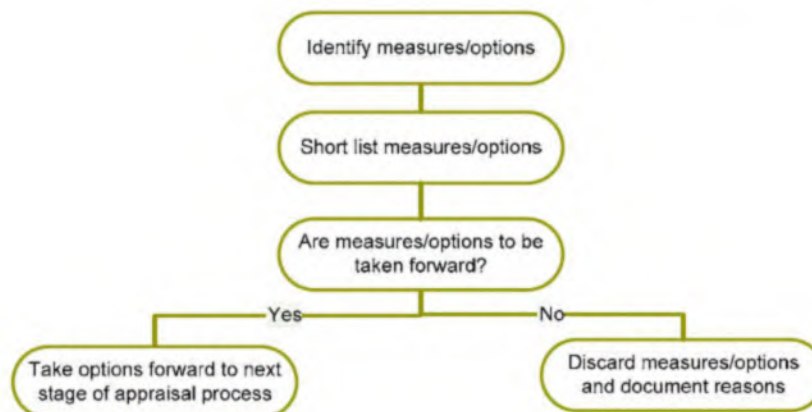 Identify measures/options
Short list measures/options
Are measures/options to be
taken forward?
Yes
No
Take options forward to next
stage of appraisal process
Discard measures/options
and document reasons